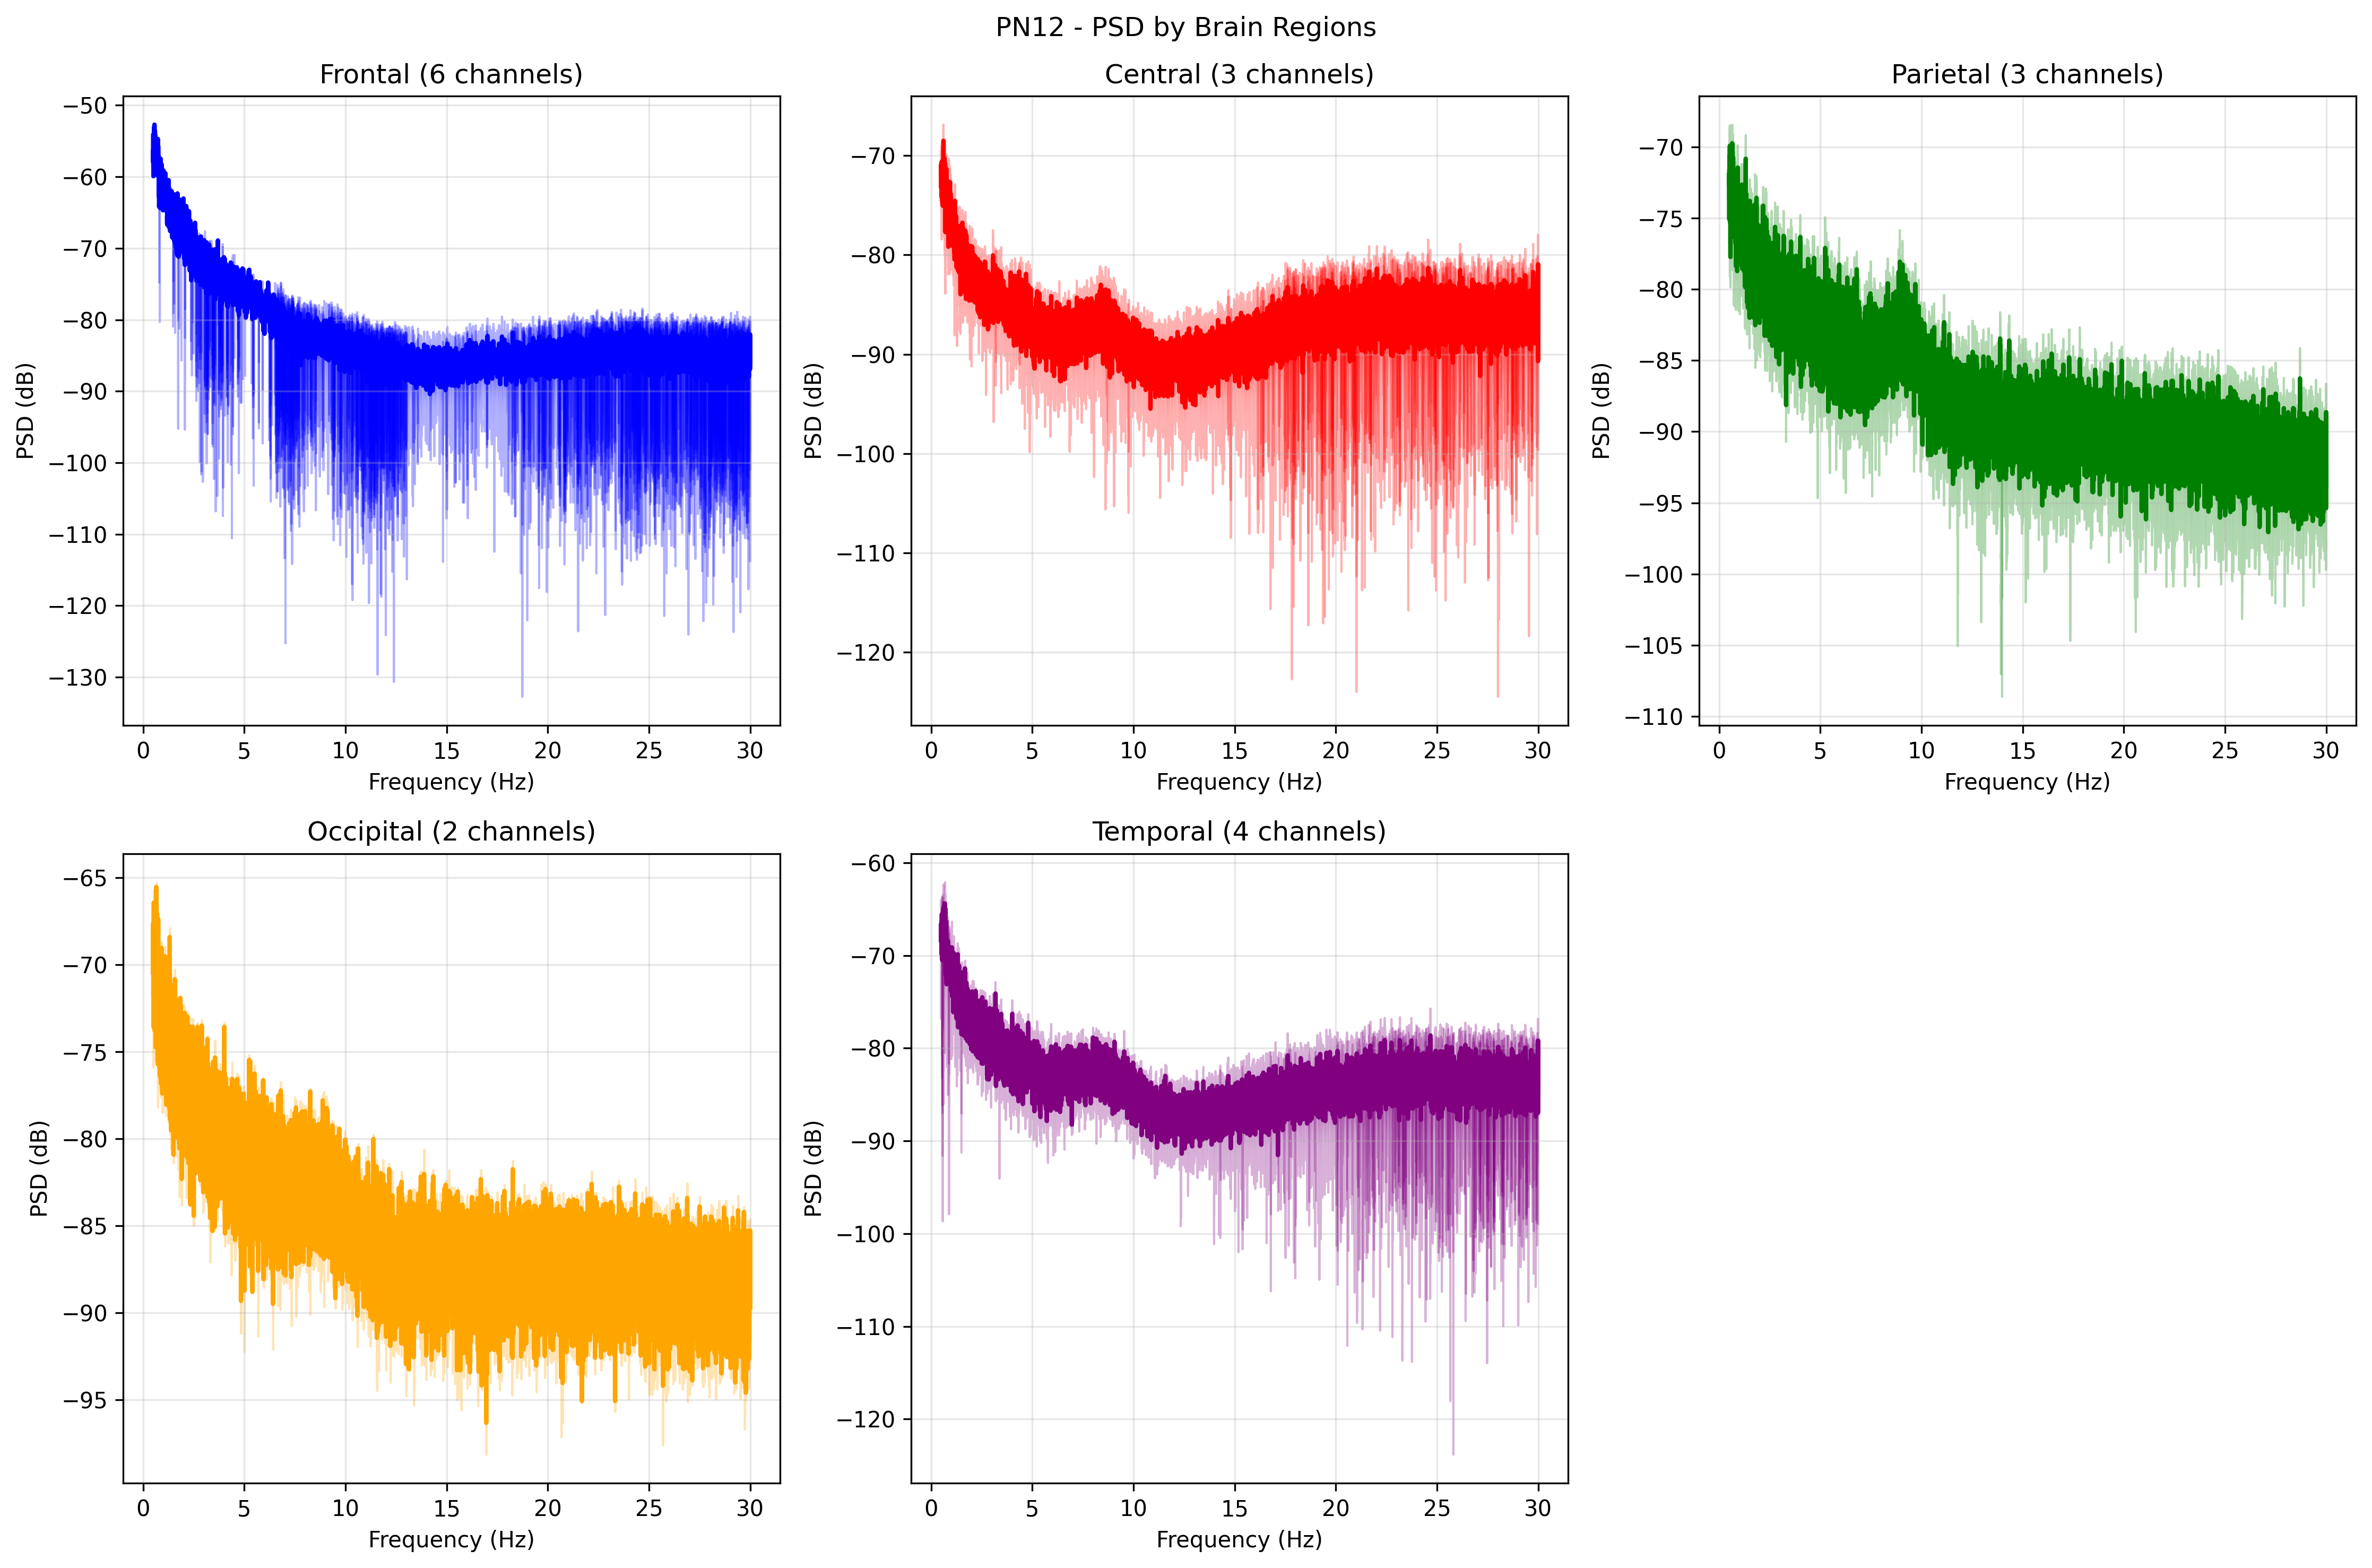 PN12 - PSD by Brain Regions
Frontal (6 channels)
−50
−60
−70
−80
−90
−100
−110
−120
−130
PSD (dB)
0 5 10 15 20 25 30
Frequency (Hz)
Central (3 channels)
−70
−80
−90
−100
−110
−120
PSD (dB)
0 5 10 15 20 25 30
Frequency (Hz)
Parietal (3 channels)
−70
−75
−80
−85
−90
−95
−100
−105
−110
PSD (dB)
0 5 10 15 20 25 30
Frequency (Hz)
Occipital (2 channels)
−65
−70
−75
−80
−85
−90
−95
PSD (dB)
0 5 10 15 20 25 30
Frequency (Hz)
Temporal (4 channels)
−60
−70
−80
−90
−100
−110
−120
PSD (dB)
0 5 10 15 20 25 30
Frequency (Hz)